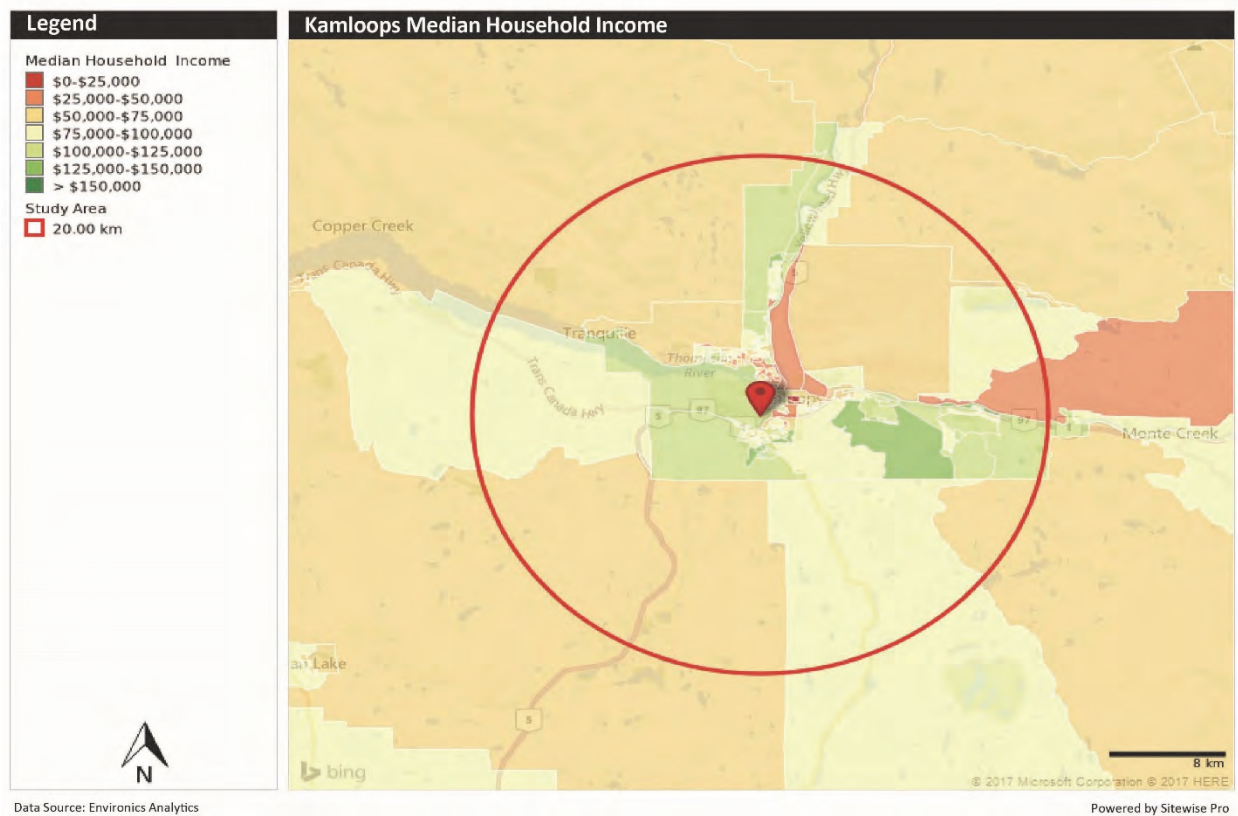 Legend
Median Household Income
$0-$25,000
$25,000-$50,000
$50,000-$75,000
$75,000-$100,000
$100,000-$125,000
$125,000-$150,000
> $150,000
Study Area
20.00 km
N
Kamloops Median Household Income
Copper Creek
Trans Canada Hwy
Tranquille
River
Trans Canada Hwy
5
5
97
97
1
Monte Creek
an Lake
5
bing
8 km
© 2017 Microsoft Corporation © 2017 HERE
Data Source: Environics Analytics
Powered by Sitewise Pro